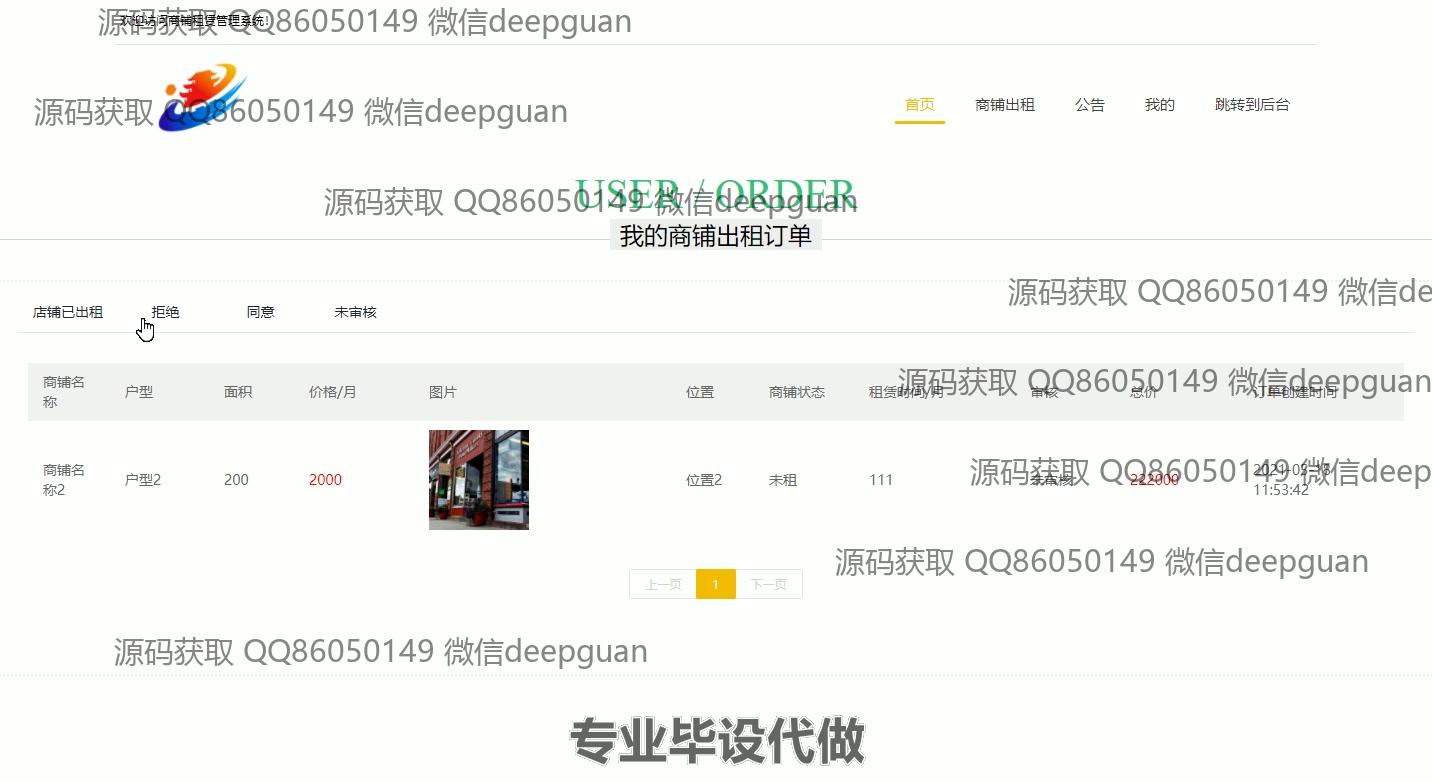 欢迎访问商铺租赁管理系统！
源码获取 QQ86050149 微信deepguan
源码获取 QQ86050149 微信deepguan
首页 商铺出租 公告 我的 跳转到后台
USER / ORDER
源码获取 QQ86050149 微信deepguan
我的商铺出租订单
源码获取 QQ86050149 微信de
店铺已出租 拒绝 同意 未审核
源码获取 QQ86050149 微信deepguan
商铺名
称 户型 面积 价格/月 图片 位置 商铺状态 租赁时间/月 审核 总价 订单创建时间
源码获取 QQ86050149 微信deep
商铺名
称2 户型2 200 2000 位置2 未租 111 未审核 222000 2021-03-18
11:53:42
源码获取 QQ86050149 微信deepguan
上一页 1 下一页
源码获取 QQ86050149 微信deepguan
专业毕设代做